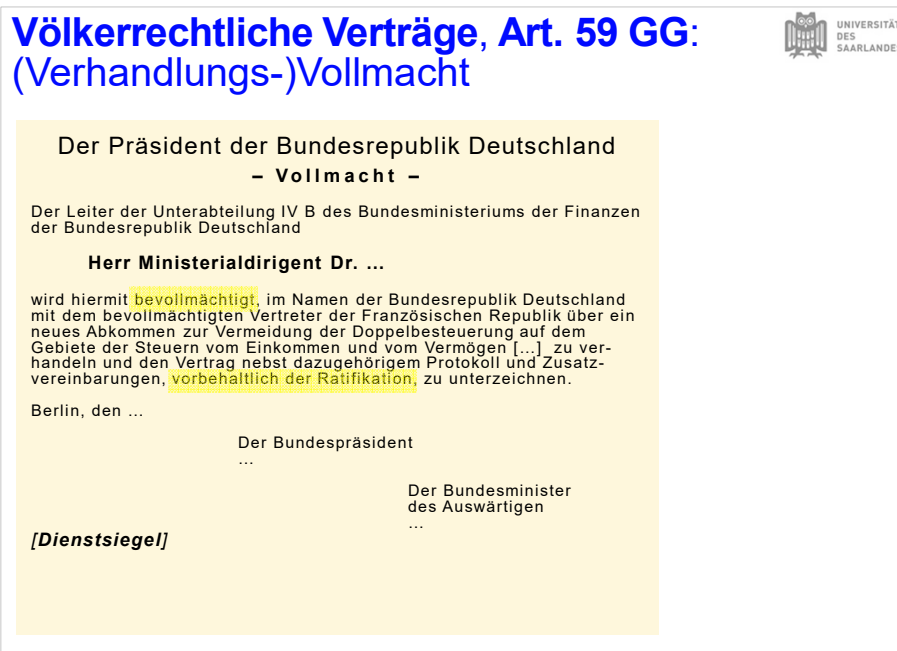 Völkerrechtliche Verträge, Art. 59 GG:
(Verhandlungs-)Vollmacht
UNIVERSITÄT
DES
SAARLANDES
Der Präsident der Bundesrepublik Deutschland
– Vollmacht –
Der Leiter der Unterabteilung IV B des Bundesministeriums der Finanzen
der Bundesrepublik Deutschland
Herr Ministerialdirigent Dr. ...
wird hiermit bevollmächtigt, im Namen der Bundesrepublik Deutschland
mit dem bevollmächtigten Vertreter der Französischen Republik über ein
neues Abkommen zur Vermeidung der Doppelbesteuerung auf dem
Gebiete der Steuern vom Einkommen und vom Vermögen [...] zu ver-
handeln und den Vertrag nebst dazugehörigem Protokoll und Zusatz-
vereinbarungen, vorbehaltlich der Ratifikation, zu unterzeichnen.
Berlin, den ...
Der Bundespräsident
...
Der Bundesminister
des Auswärtigen
...
[Dienstsiegel]